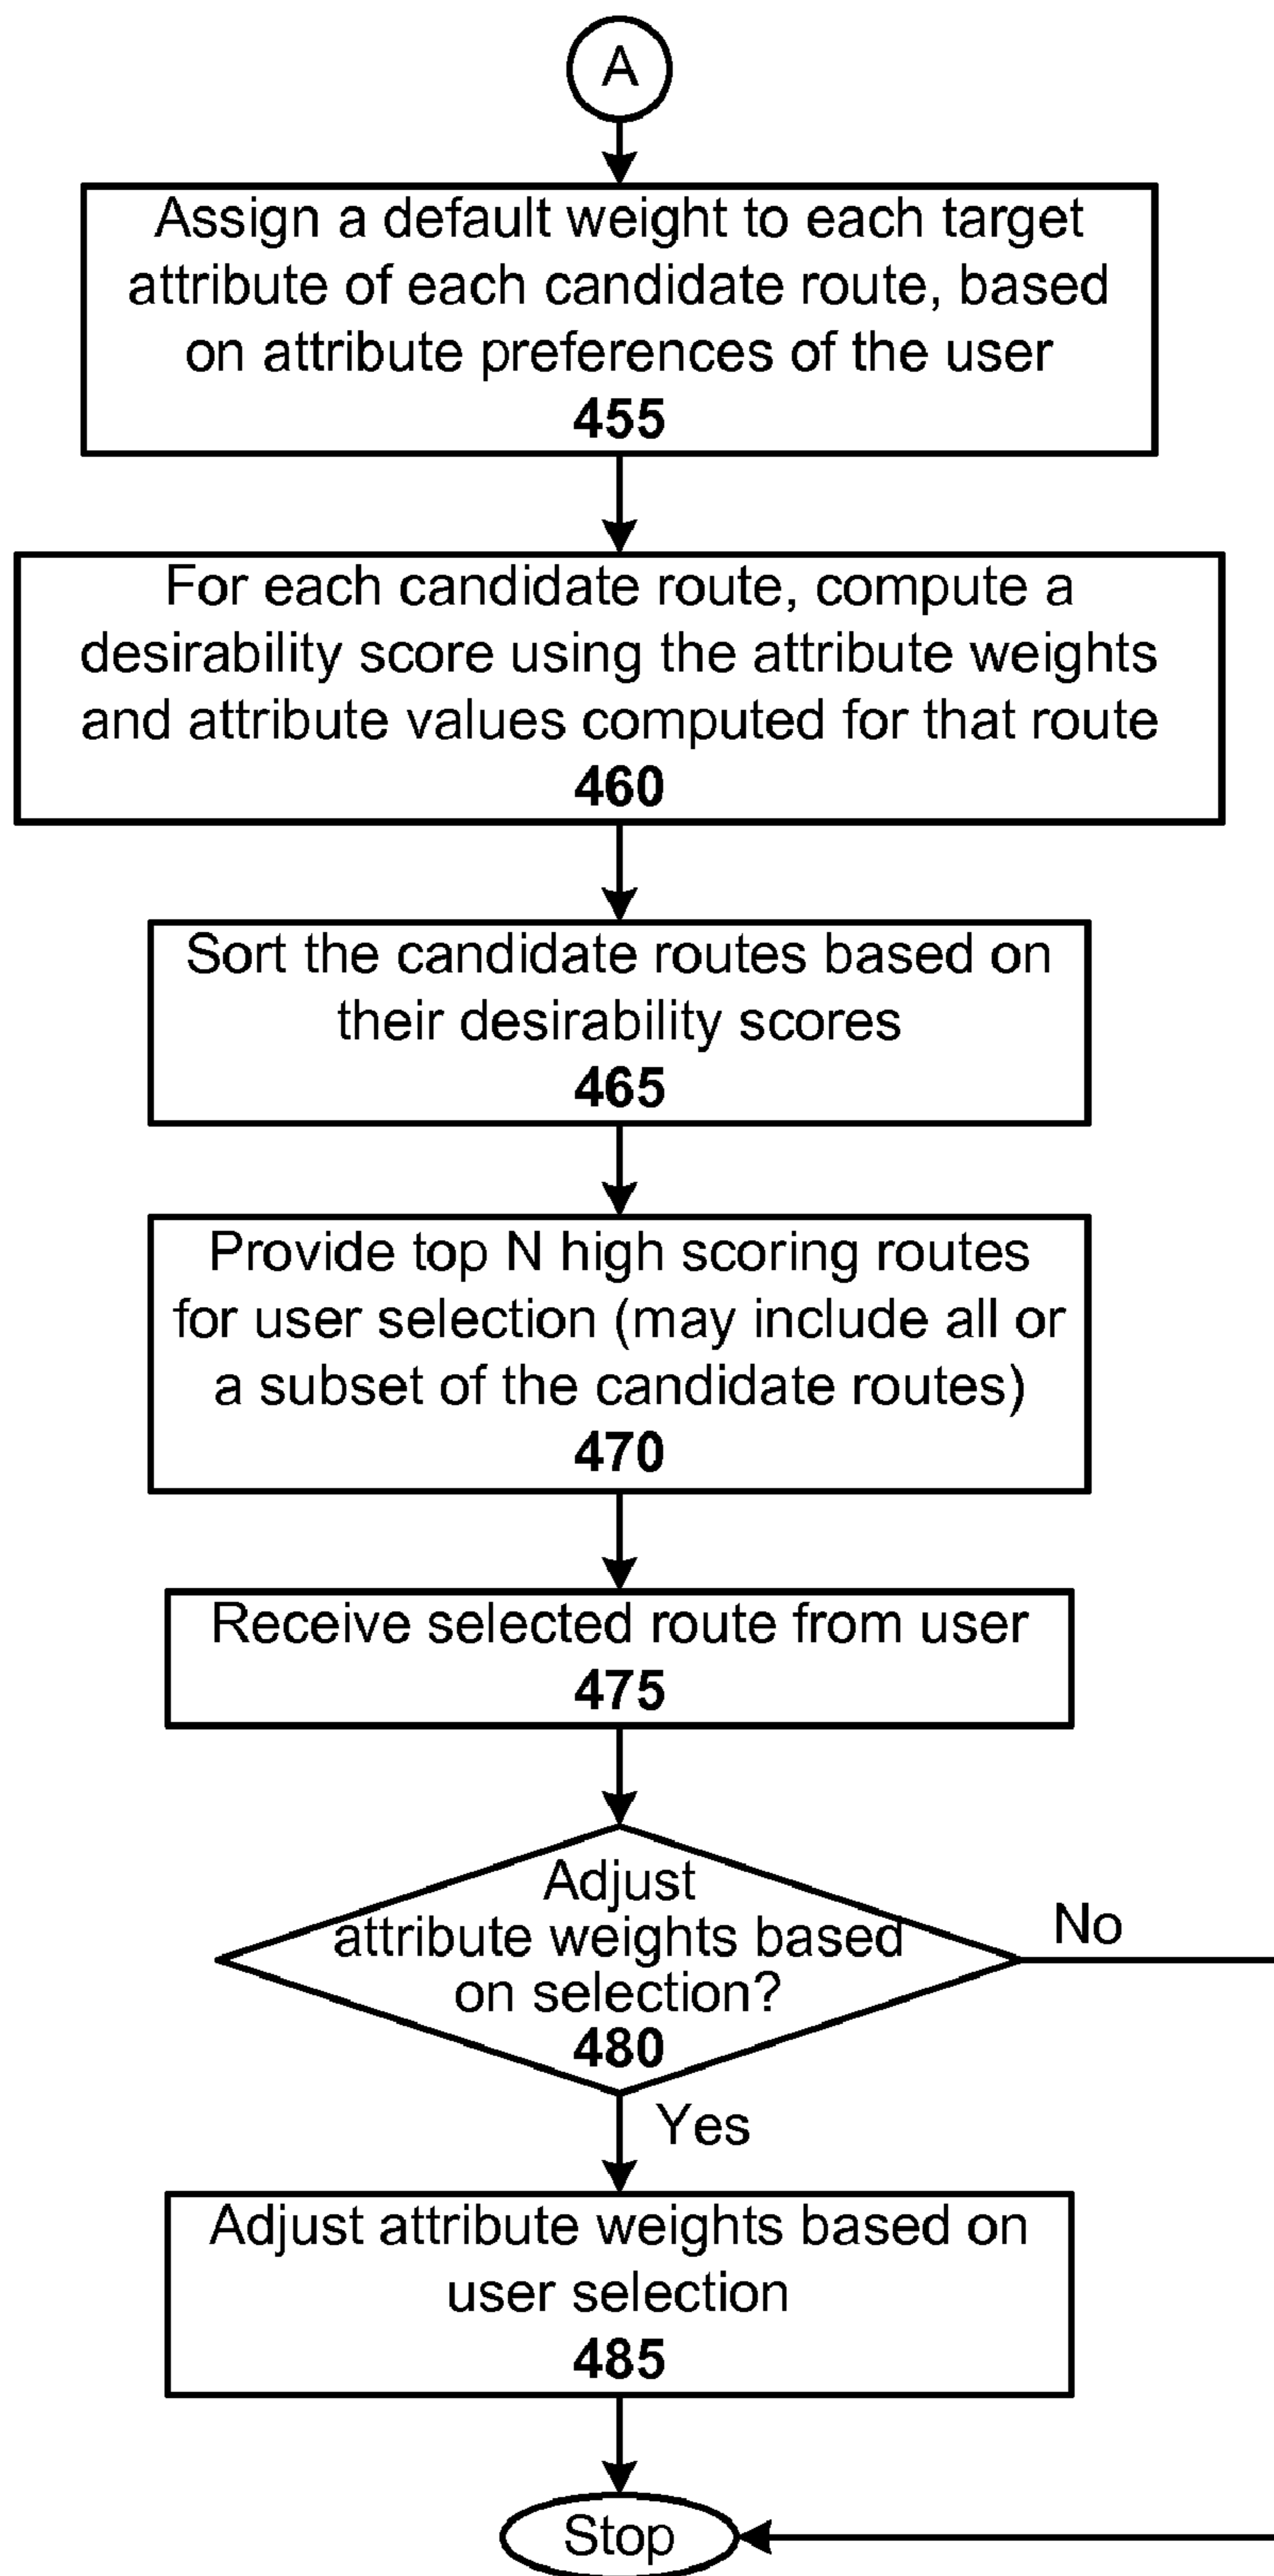 A
Assign a default weight to each target
attribute of each candidate route, based
on attribute preferences of the user
455
For each candidate route, compute a
desirability score using the attribute weights
and attribute values computed for that route
460
Sort the candidate routes based on
their desirability scores
465
Provide top N high scoring routes
for user selection (may include all or
a subset of the candidate routes)
470
Receive selected route from user
475
Adjust
attribute weights based
on selection?
480
No
Yes
Adjust attribute weights based on
user selection
485
Stop